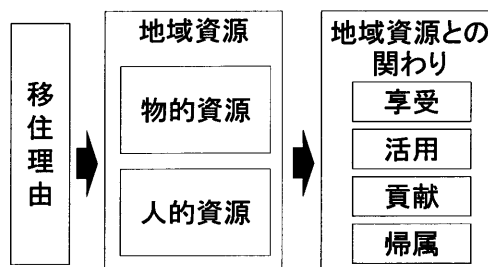 移住理由
地域資源
物的資源
人的資源
地域資源との
関わり
享受
活用
貢献
帰属